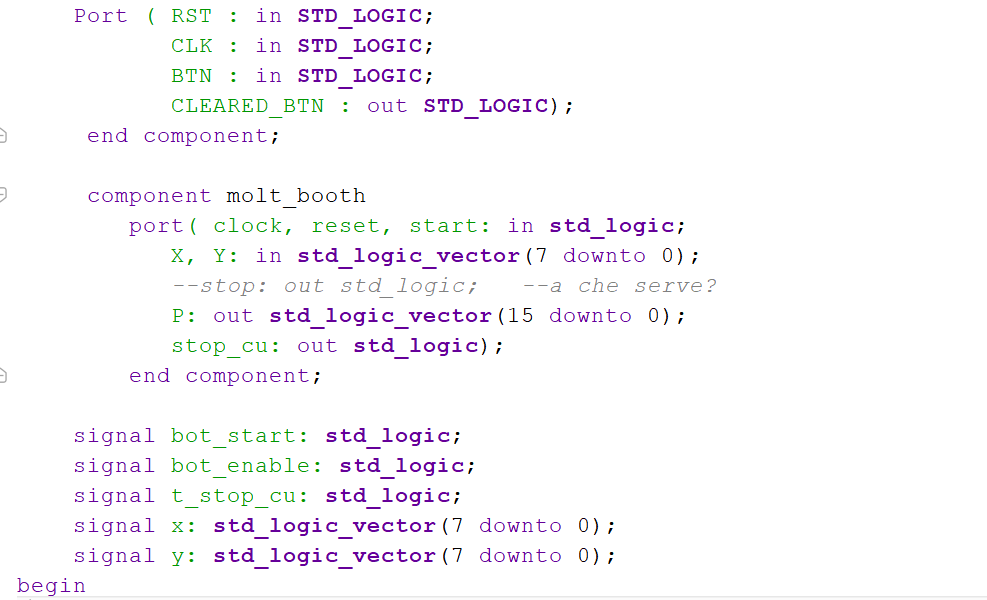 Port ( RST : in STD_LOGIC;
CLK : in STD_LOGIC;
BTN : in STD_LOGIC;
CLEARED_BTN : out STD_LOGIC);
end component;
component molt_booth
port( clock, reset, start: in std_logic;
X, Y: in std_logic_vector(7 downto 0);
--stop: out std_logic;   --a che serve?
P: out std_logic_vector(15 downto 0);
stop_cu: out std_logic);
end component;
signal bot_start: std_logic;
signal bot_enable: std_logic;
signal t_stop_cu: std_logic;
signal x: std_logic_vector(7 downto 0);
signal y: std_logic_vector(7 downto 0);
begin